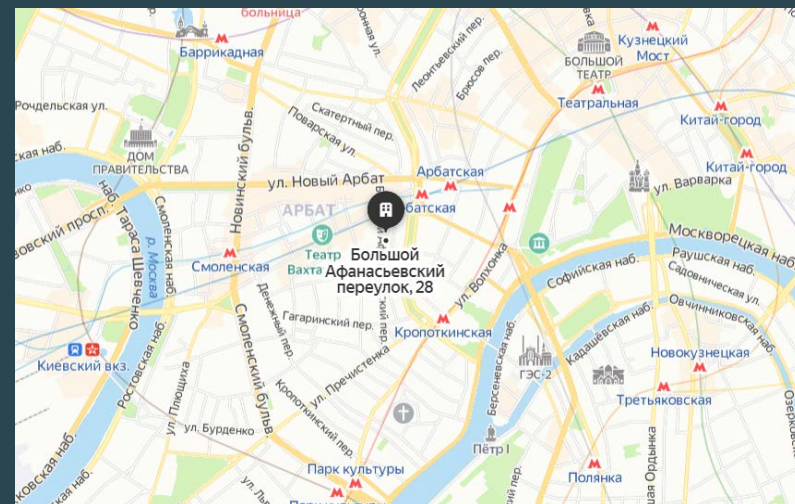 больница
Баррикадная
Леонтьевский пер.
Брюсов пер.
БОЛЬШОЙ
ТЕАТР
Кузнецкий
Мост
Театральная
Рочдельская ул.
Новинский бульв.
Скатертный пер.
Поварская ул.
Китай-город
ДОМ
ПРАВИТЕЛЬСТВА
ул. Новый Арбат
Арбатская
Китай-город
ул. Варварка
наб. Тараса Шевченко
р. Москва
Смоленская наб.
АРБАТ
Смоленская
Театр
Большой
Афанасьевский
переулок, 28
ул. Волхонка
Москворецкая наб.
Раушская наб.
Садовническая ул.
Софийская наб.
Овчинниковская наб.
Кадашёвская наб.
Денежный пер.
Гагаринский пер.
Кропоткинская
Смоленский бульв.
Киевский вкз.
Ростовская наб.
ул. Плющиха
ул. Пречистенка
Кропоткинский пер.
ул. Бурденко
Берсеневская наб.
ГЭС-2
Новокузнецкая
Третьяковская
Пётр I
Полянка
Парк культуры